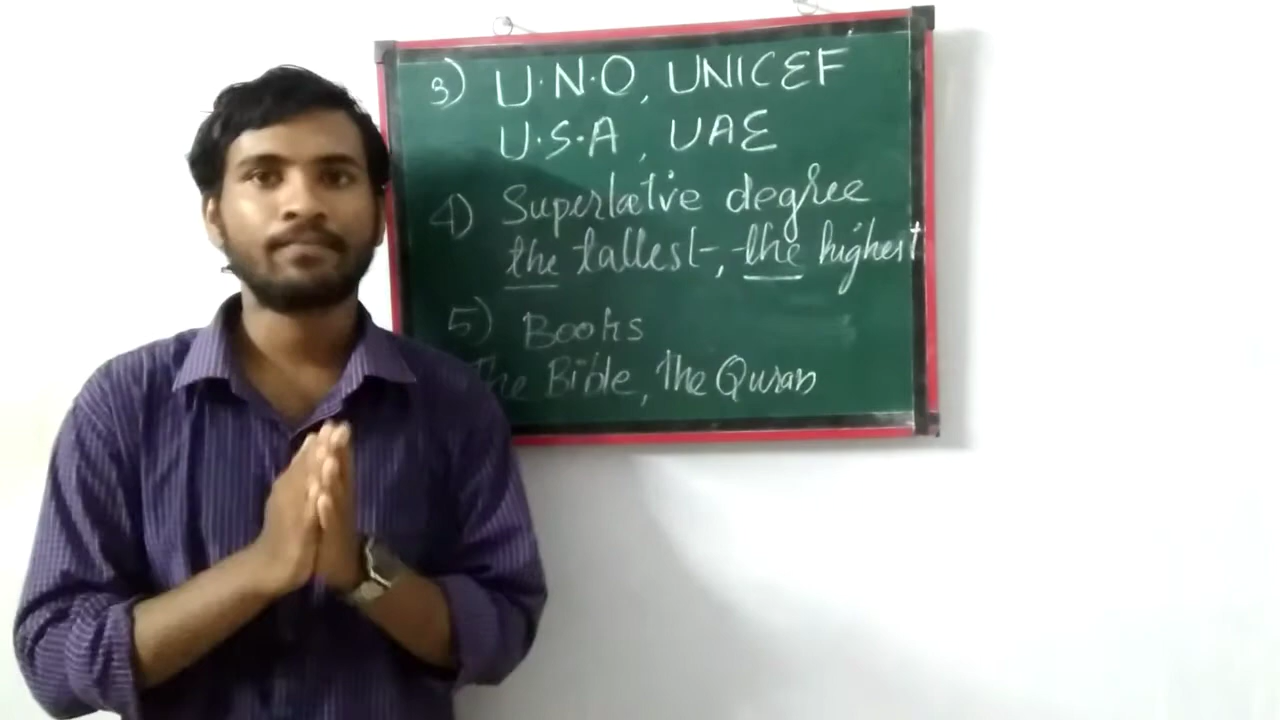 3) U.N.O, UNICEF
U.S.A, UAE
4) Superlative degree
the tallest, the highest
5) Books
The Bible, the Quran